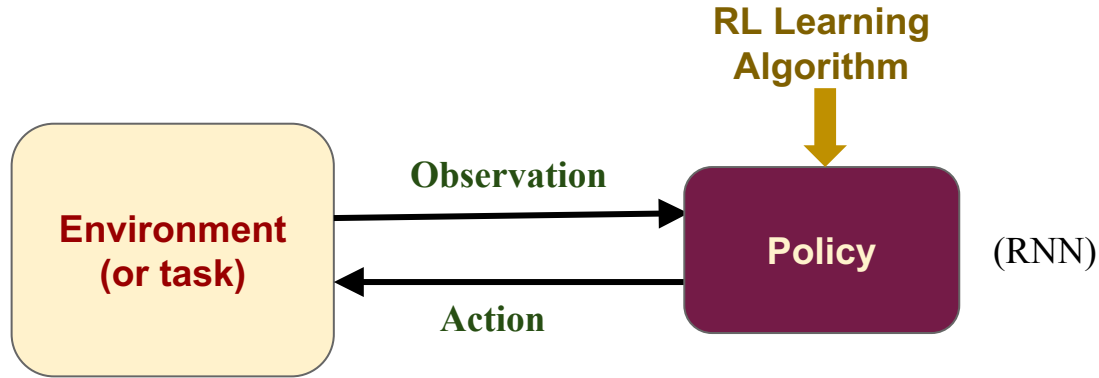 RL Learning
Algorithm
Observation
Environment
(or task)
Policy
(RNN)
Action